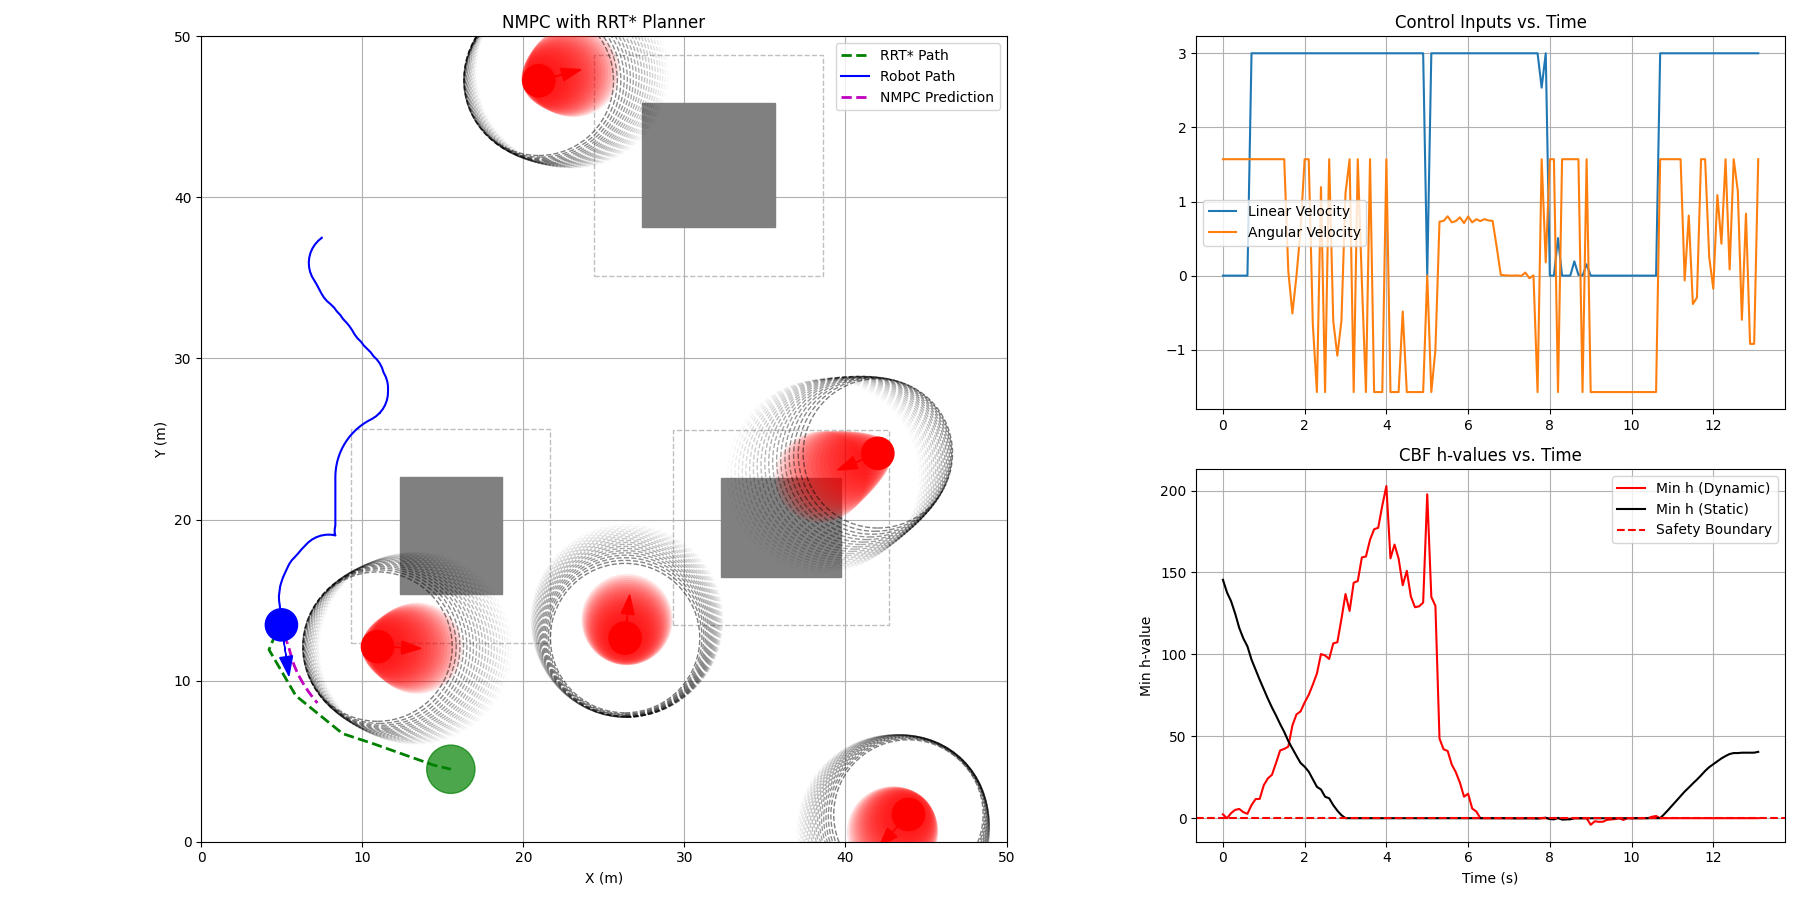 NMPC with RRT* Planner
50
40
30
20
10
0
Y (m)
0
10
20
30
40
50
X (m)
RRT* Path
Robot Path
NMPC Prediction
Control Inputs vs. Time
3
2
1
0
−1
Linear Velocity
Angular Velocity
0
2
4
6
8
10
12
CBF h-values vs. Time
200
150
100
50
0
Min h-value
Min h (Dynamic)
Min h (Static)
Safety Boundary
0
2
4
6
8
10
12
Time (s)